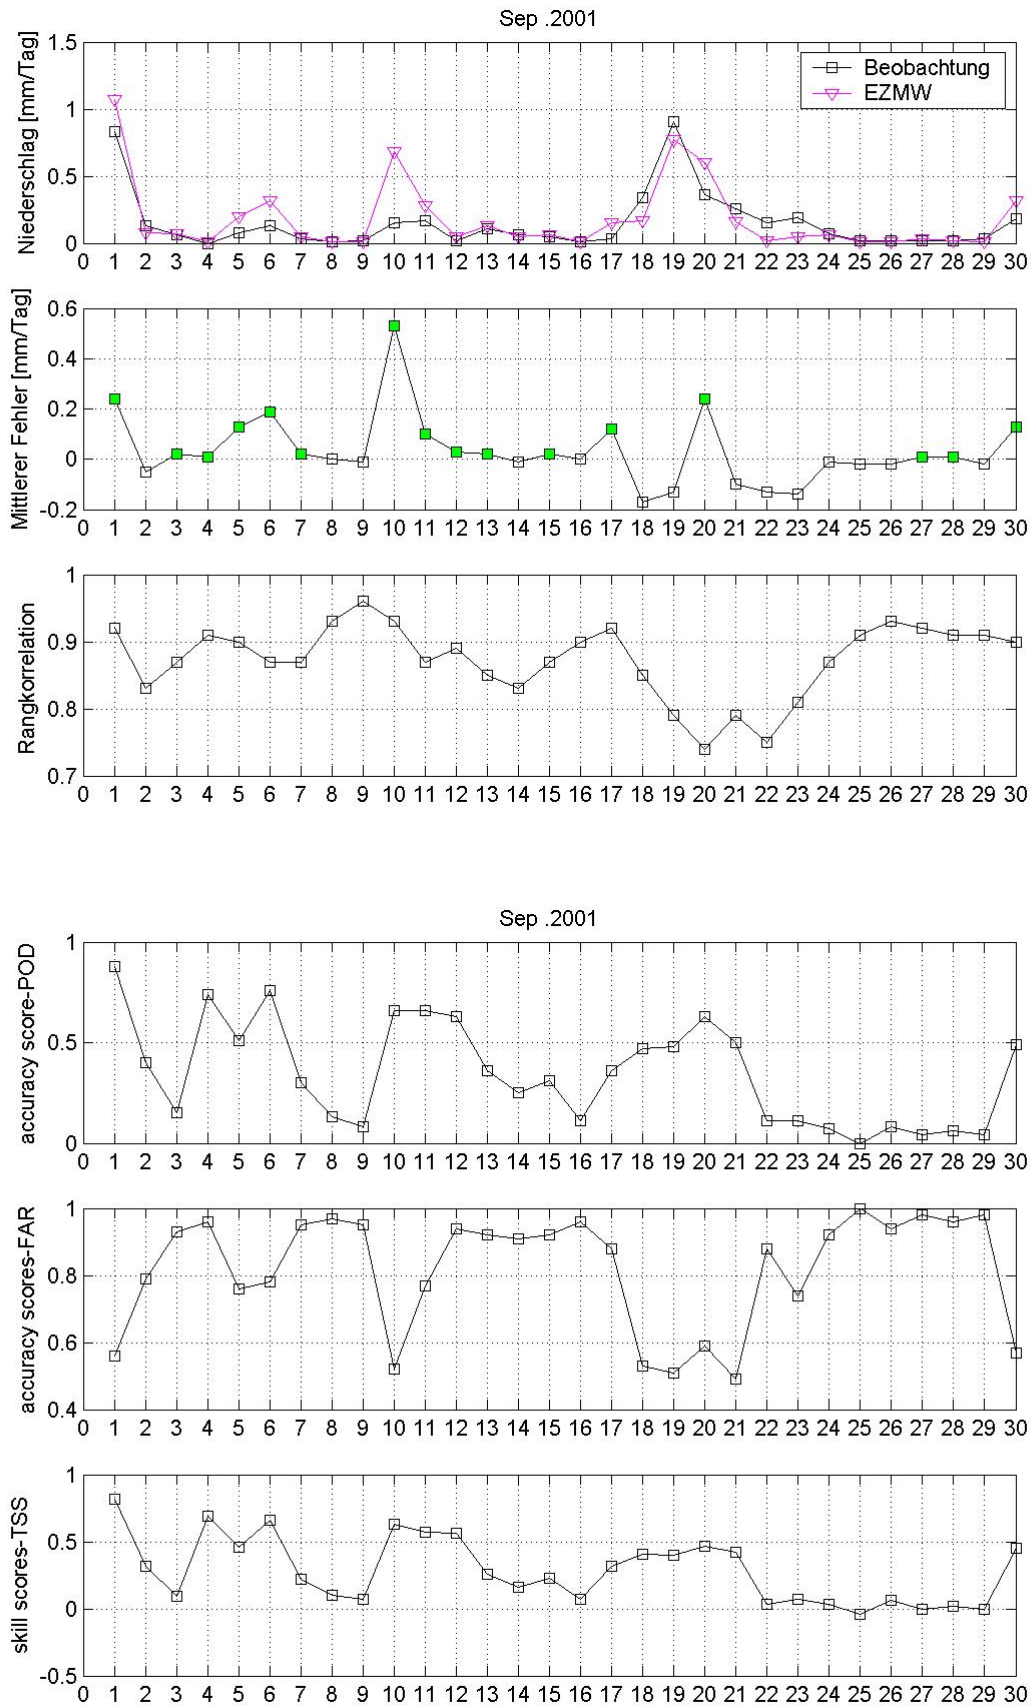 Sep .2001
Niederschlag [mm/Tag]
1.5
1
0.5
0
Beobachtung
EZMW
0 1 2 3 4 5 6 7 8 9 10 11 12 13 14 15 16 17 18 19 20 21 22 23 24 25 26 27 28 29 30
Mittlerer Fehler [mm/Tag]
0.6
0.4
0.2
0
-0.2
0 1 2 3 4 5 6 7 8 9 10 11 12 13 14 15 16 17 18 19 20 21 22 23 24 25 26 27 28 29 30
Rangkorrelation
1
0.9
0.8
0.7
0 1 2 3 4 5 6 7 8 9 10 11 12 13 14 15 16 17 18 19 20 21 22 23 24 25 26 27 28 29 30
Sep .2001
accuracy score-POD
1
0.5
0
0 1 2 3 4 5 6 7 8 9 10 11 12 13 14 15 16 17 18 19 20 21 22 23 24 25 26 27 28 29 30
accuracy scores-FAR
1
0.8
0.6
0.4
0 1 2 3 4 5 6 7 8 9 10 11 12 13 14 15 16 17 18 19 20 21 22 23 24 25 26 27 28 29 30
skill scores-TSS
1
0.5
0
-0.5
0 1 2 3 4 5 6 7 8 9 10 11 12 13 14 15 16 17 18 19 20 21 22 23 24 25 26 27 28 29 30